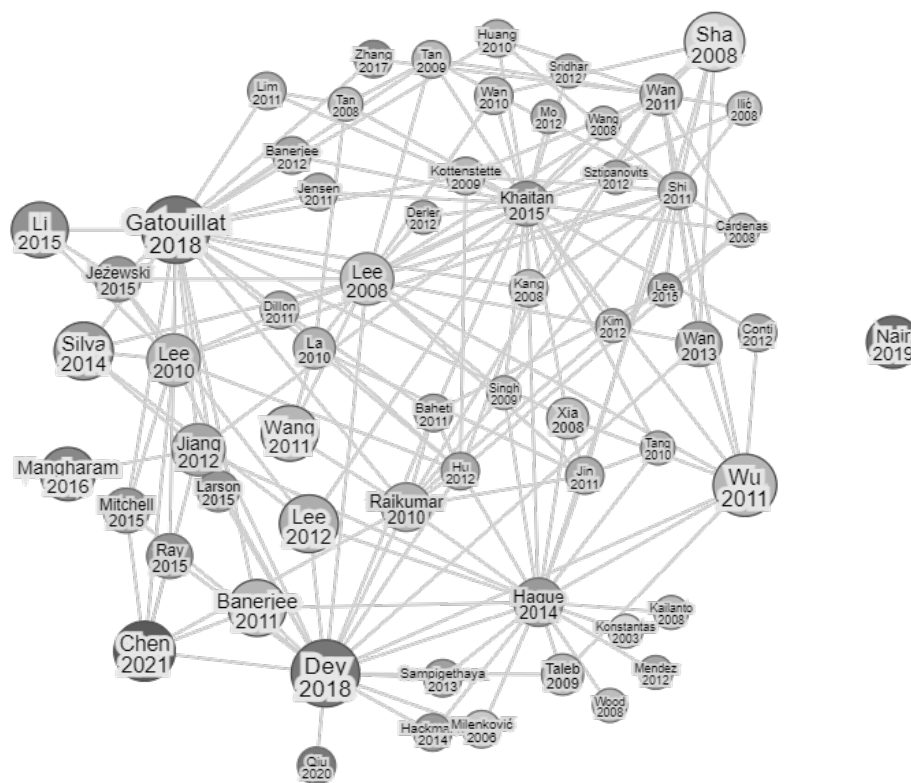 Sha
2008
Huang
2010
Tan
2009
Zhang
2017
Sridhar
2012
Lim
2011
Tan
2008
Wan
2010
Wan
2011
Mo
2012
Wang
2008
Ilić
2008
Banerjee
2012
Kottenstette
2009
Sztipanovits
2012
Jensen
2011
Khaitan
2015
Shi
2011
Derler
2012
Gatouillat
2018
Li
2015
Cárdenas
2008
Jeżewski
2015
Lee
2008
Kang
2008
Lee
2015
Dillon
2011
Kim
2012
Conti
2012
Wan
2013
Nair
2019
Silva
2014
Lee
2010
La
2010
Singh
2009
Baheti
2011
Xia
2008
Wang
2011
Jiang
2012
Tang
2010
Mangharam
2016
Hu
2012
Jin
2011
Wu
2011
Larson
2015
Mitchell
2015
Rajkumar
2010
Lee
2012
Ray
2015
Banerjee
2011
Haque
2014
Kailanto
2008
Konstantas
2003
Chen
2021
Dey
2018
Sampigethaya
2013
Taleb
2009
Mendez
2012
Wood
2008
Milenković
2006
2014
Qiu
2020